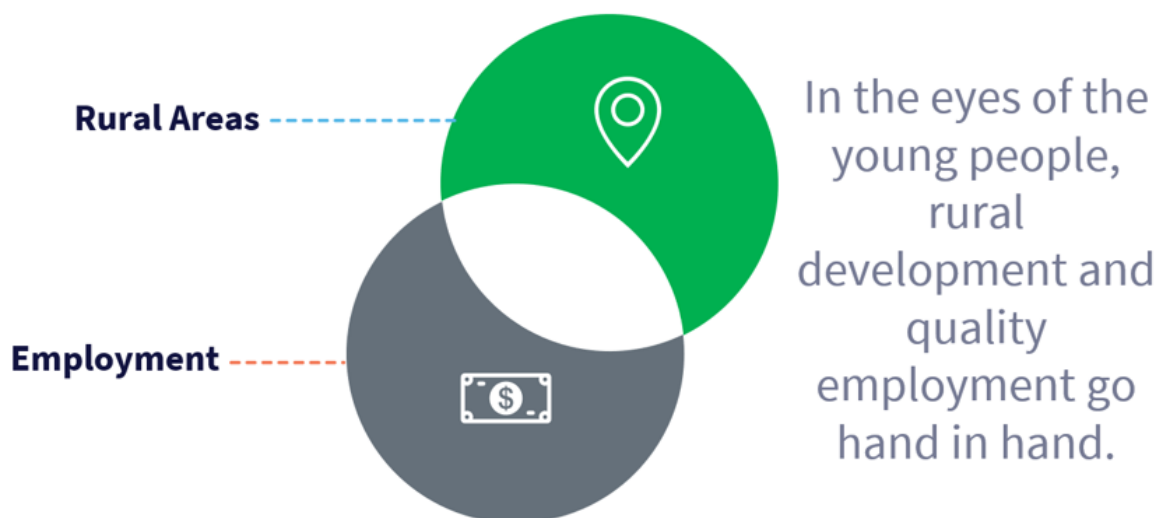 Rural Areas
Employment
$
In the eyes of the
young people,
rural
development and
quality
employment go
hand in hand.